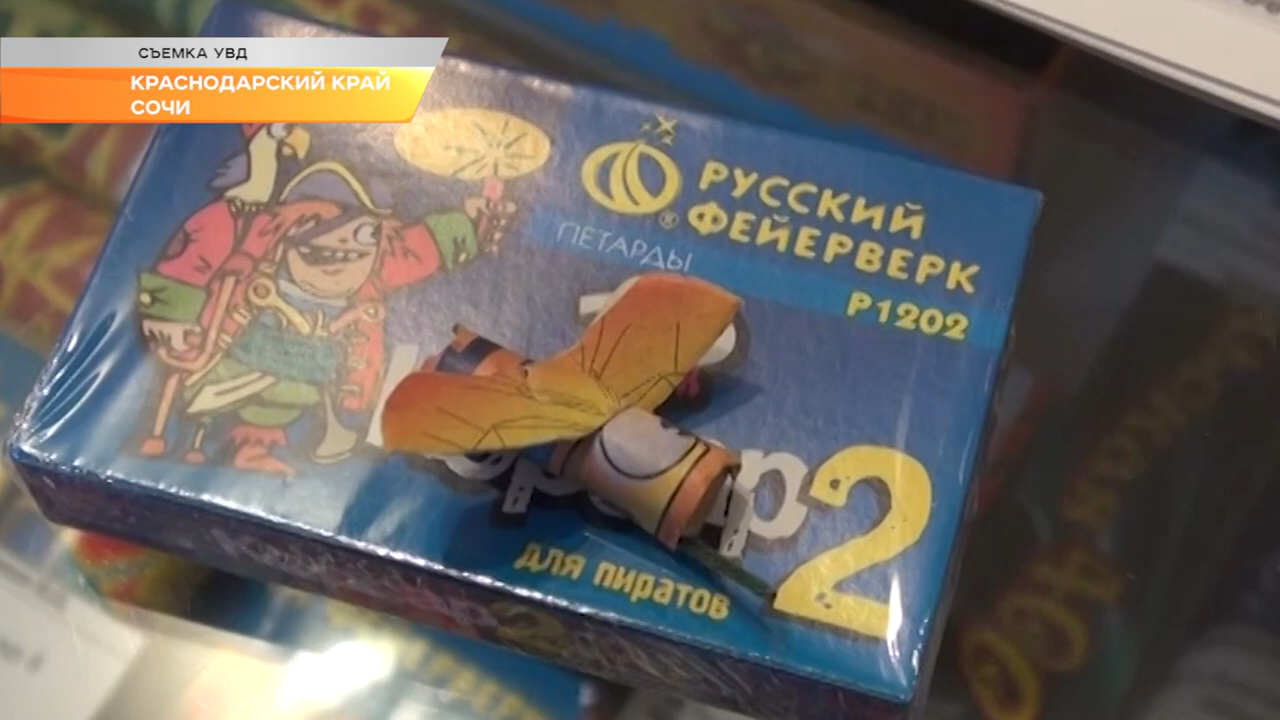 СЪЕМКА УВД
КРАСНОДАРСКИЙ КРАЙ
СОЧИ
РУССКИЙ
ФЕЙЕРВЕРК
®
ПЕТАРДЫ
Р1202
2
для пиратов